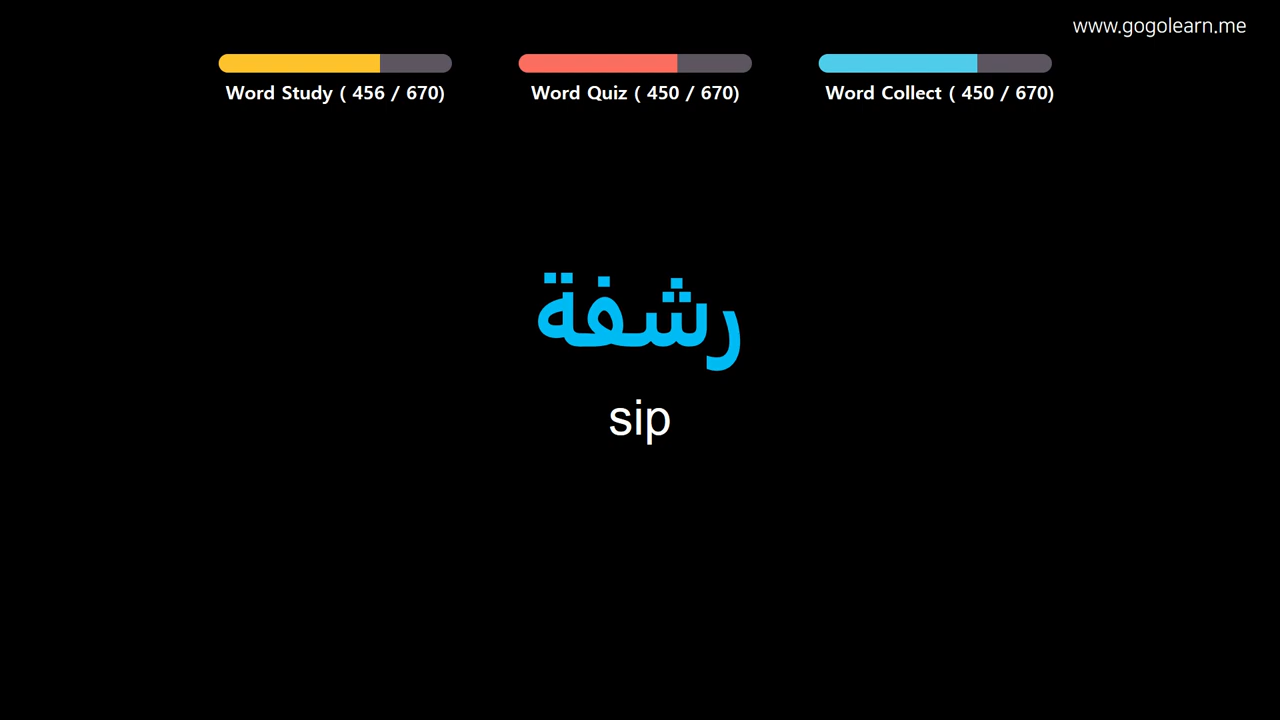 www.gogolearn.me
Word Study ( 456 / 670)
Word Quiz ( 450 / 670)
Word Collect ( 450 / 670)
رشفة
sip